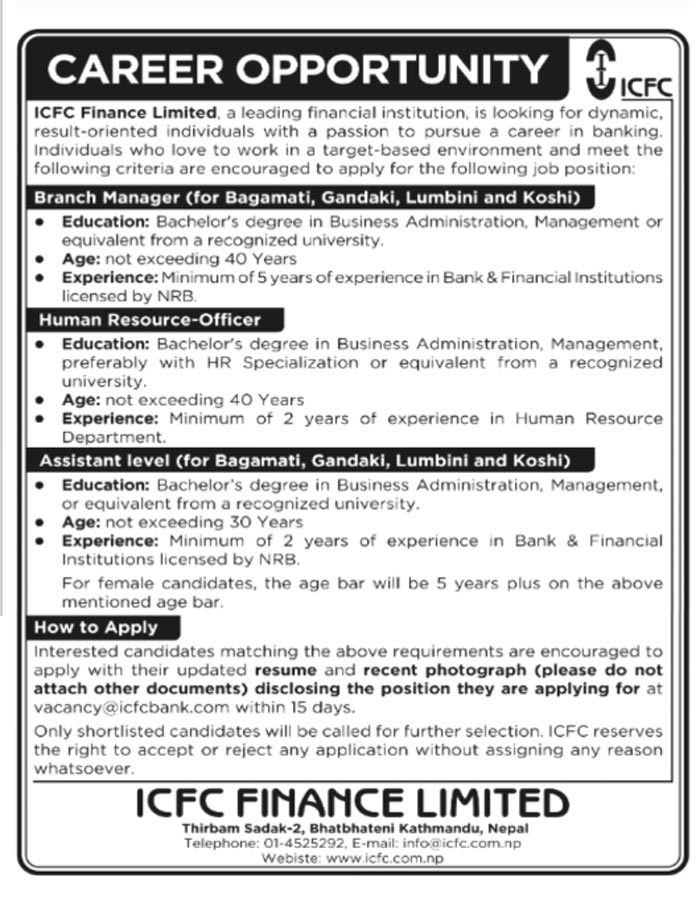 CAREER OPPORTUNITY
ICFC
ICFC Finance Limited, a leading financial institution, is looking for dynamic,
result-oriented individuals with a passion to pursue a career in banking.
Individuals who love to work in a target-based environment and meet the
following criteria are encouraged to apply for the following job position:
Branch Manager (for Bagamati, Gandaki, Lumbini and Koshi)
• Education: Bachelor's degree in Business Administration, Management or
equivalent from a recognized university.
• Age: not exceeding 40 Years
• Experience: Minimum of 5 years of experience in Bank & Financial Institutions
licensed by NRB.
Human Resource-Officer
• Education: Bachelor's degree in Business Administration, Management,
preferably with HR Specialization or equivalent from a recognized
university.
• Age: not exceeding 40 Years
• Experience: Minimum of 2 years of experience in Human Resource
Department.
Assistant level (for Bagamati, Gandaki, Lumbini and Koshi)
• Education: Bachelor's degree in Business Administration, Management,
or equivalent from a recognized university.
• Age: not exceeding 30 Years
• Experience: Minimum of 2 years of experience in Bank & Financial
Institutions licensed by NRB.
For female candidates, the age bar will be 5 years plus on the above
mentioned age bar.
How to Apply
Interested candidates matching the above requirements are encouraged to
apply with their updated resume and recent photograph (please do not
attach other documents) disclosing the position they are applying for at
vacancy@icfcbank.com within 15 days.
Only shortlisted candidates will be called for further selection. ICFC reserves
the right to accept or reject any application without assigning any reason
whatsoever.
ICFC FINANCE LIMITED
Thirbam Sadak-2, Bhatbhateni Kathmandu, Nepal
Telephone: 01-4525292, E-mail: info@icfc.com.np
Webiste: www.icfc.com.np